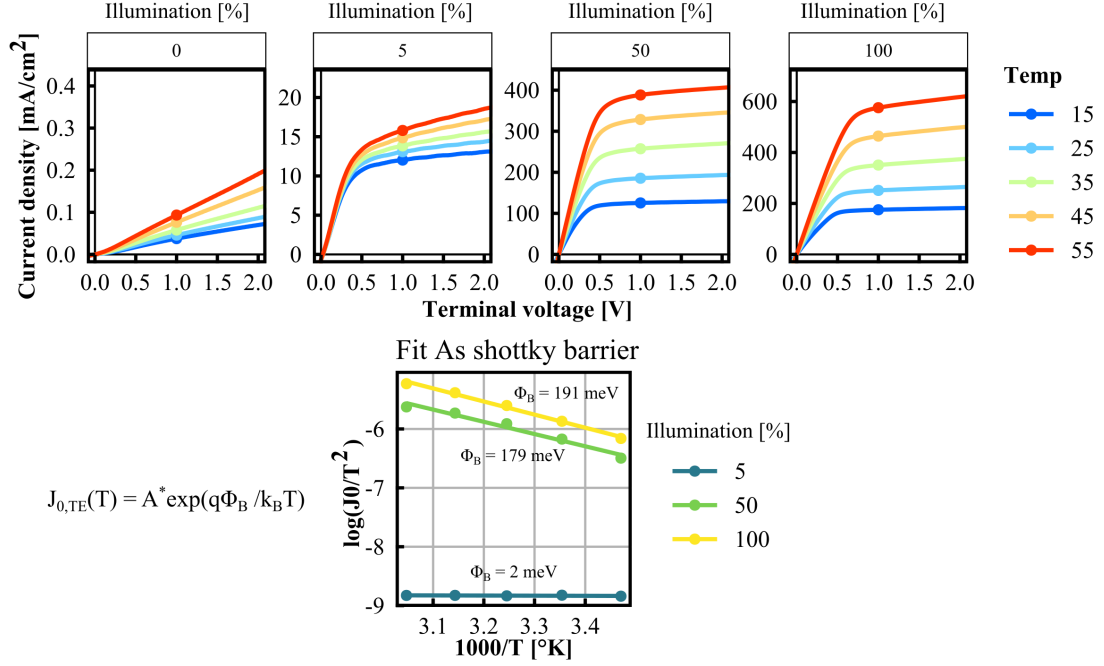 Illumination [%] Illumination [%] Illumination [%] Illumination [%]
0 5 50 100
Current density [mA/cm²]
0.4
0.3
0.2
0.1
0.0
0.0 0.5 1.0 1.5 2.0
20
15
10
5
0
0.0 0.5 1.0 1.5 2.0
400
300
200
100
0
0.0 0.5 1.0 1.5 2.0
600
400
200
0
0.0 0.5 1.0 1.5 2.0
Terminal voltage [V]
Temp
15
25
35
45
55
Fit As shottky barrier
J0,TE(T) = A*exp(qΦB /kBT)
log(J0/T²)
-6
-7
-8
-9
ΦB = 191 meV
ΦB = 179 meV
ΦB = 2 meV
3.1 3.2 3.3 3.4
1000/T [°K]
Illumination [%]
5
50
100